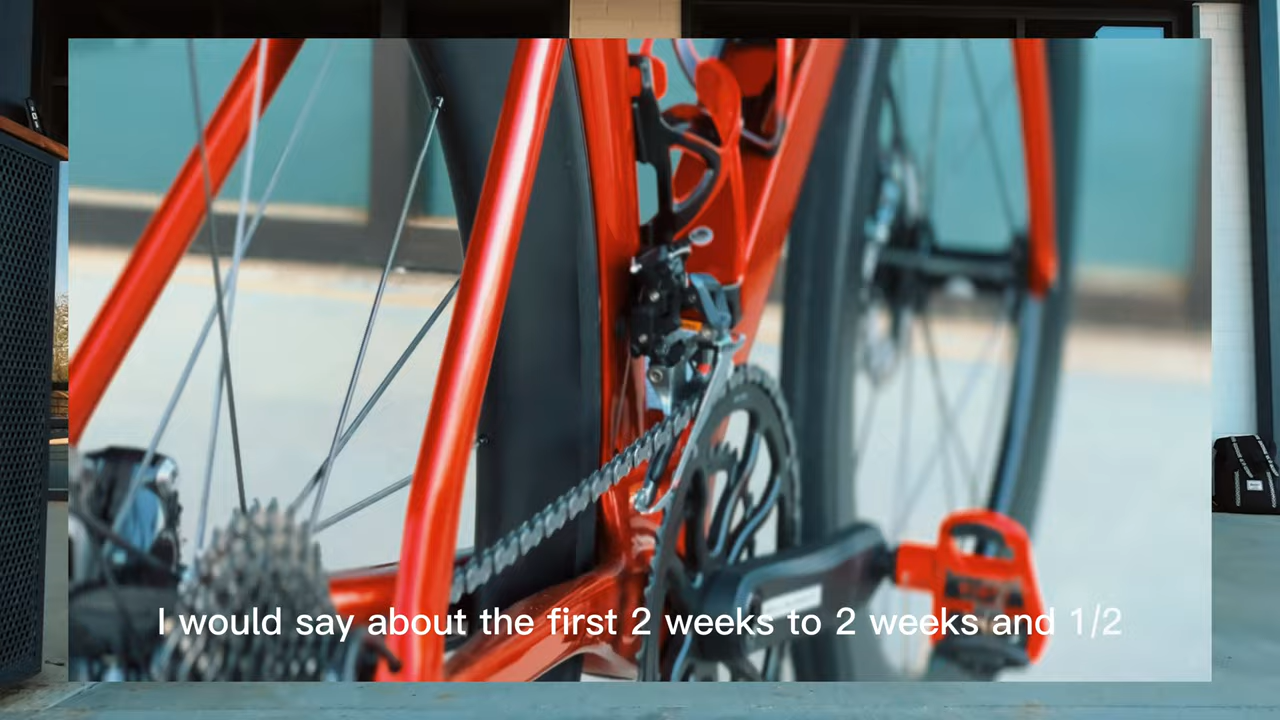 I would say about the first 2 weeks to 2 weeks and 1/2